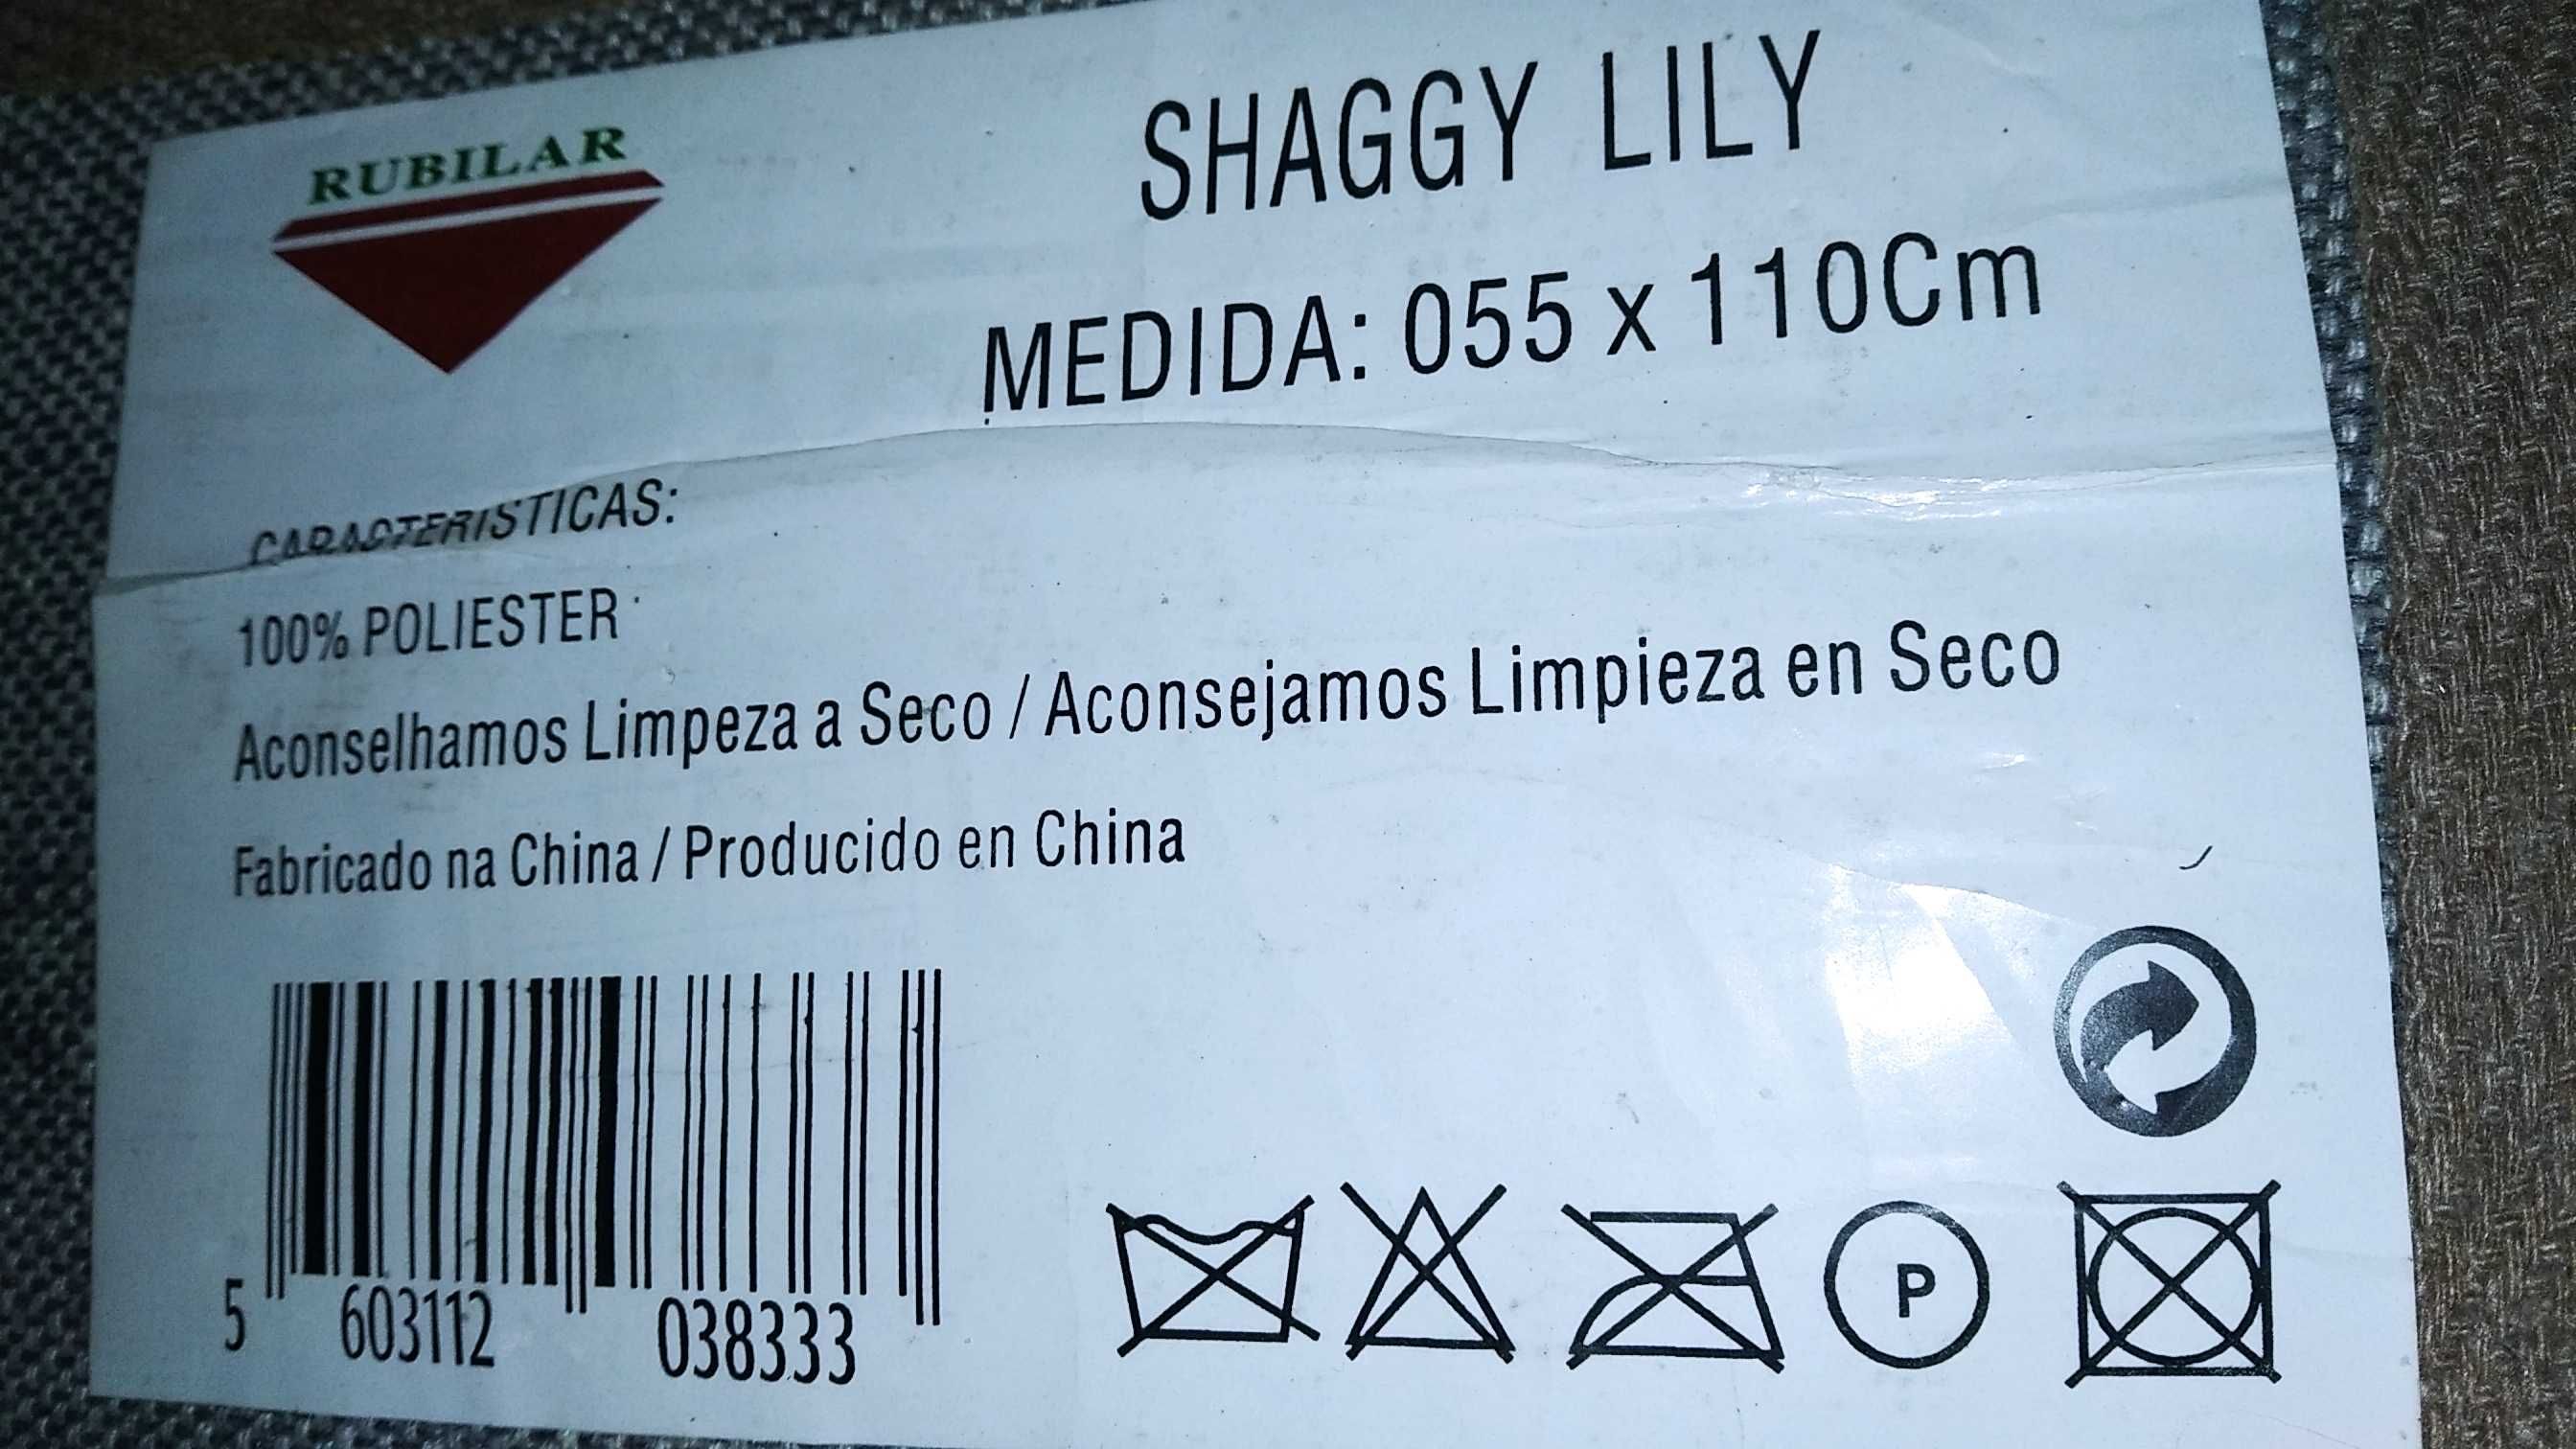 RUBILAR
SHAGGY LILY
MEDIDA: 055 x 110Cm
CARACTERISTICAS:
100% POLIESTER
Aconselhamos Limpeza a Seco / Aconsejamos Limpieza en Seco
Fabricado na China / Producido en China
5 603112 038333
P